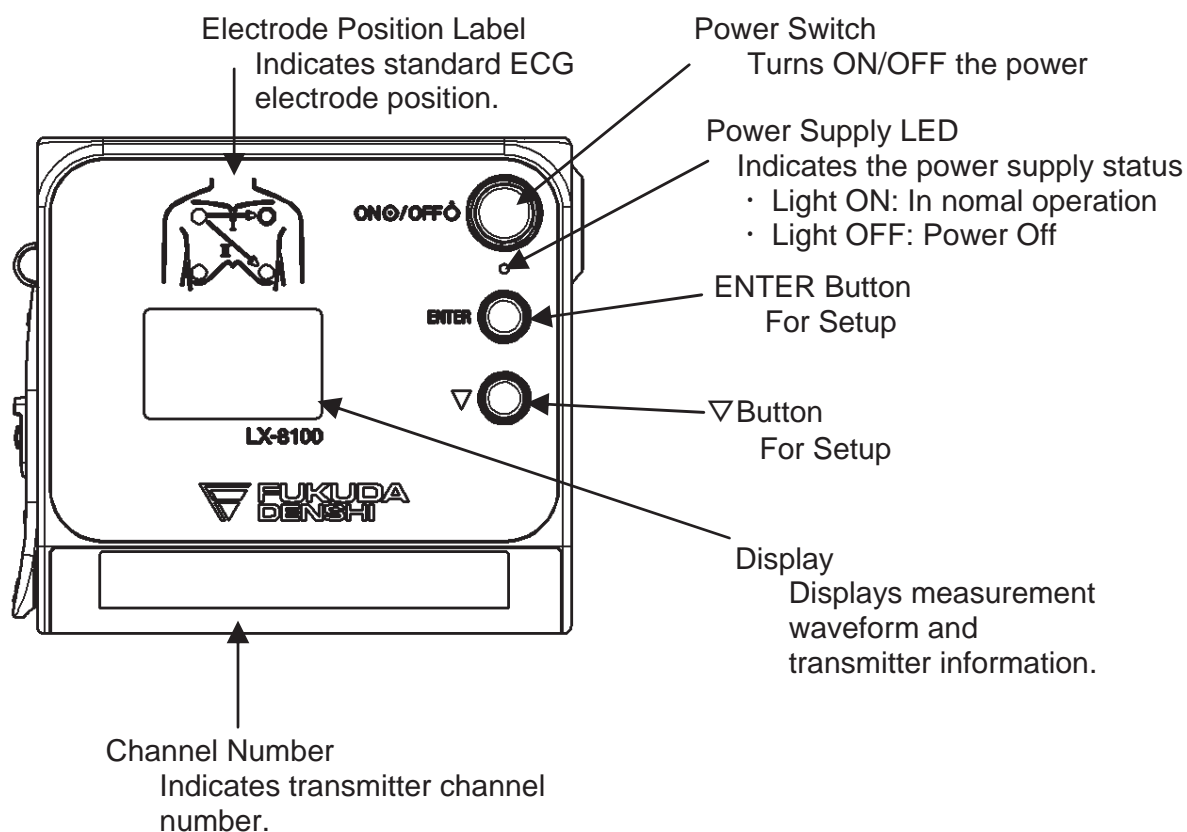 Electrode Position Label
Indicates standard ECG
electrode position.
Power Switch
Turns ON/OFF the power
Power Supply LED
Indicates the power supply status
・ Light ON: In nomal operation
・ Light OFF: Power Off
ENTER Button
For Setup
▽Button
For Setup
Display
Displays measurement
waveform and
transmitter information.
Channel Number
Indicates transmitter channel
number.
I
II
ON⊙/OFF⏻
ENTER
▽
LX-8100
FUKUDA
DENSHI